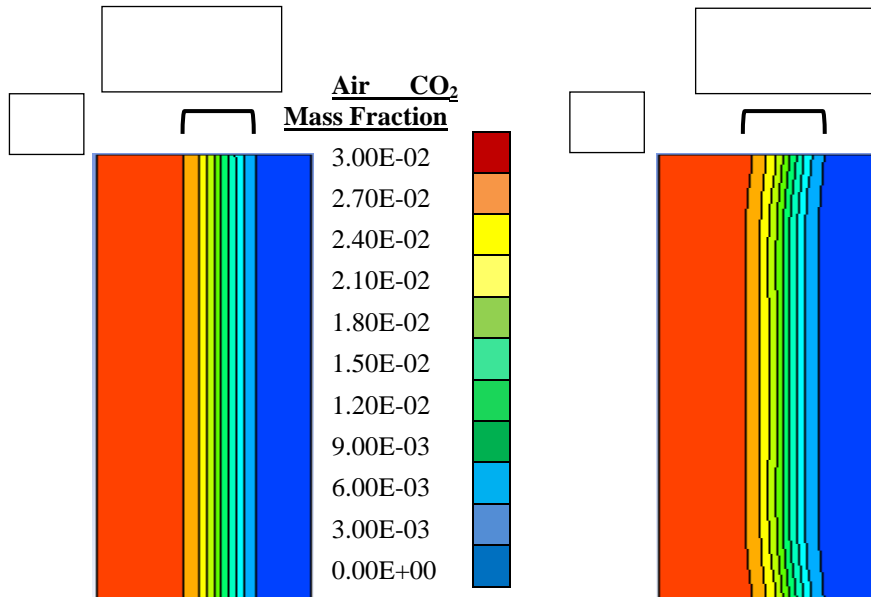 Air CO₂
Mass Fraction
3.00E-02
2.70E-02
2.40E-02
2.10E-02
1.80E-02
1.50E-02
1.20E-02
9.00E-03
6.00E-03
3.00E-03
0.00E+00